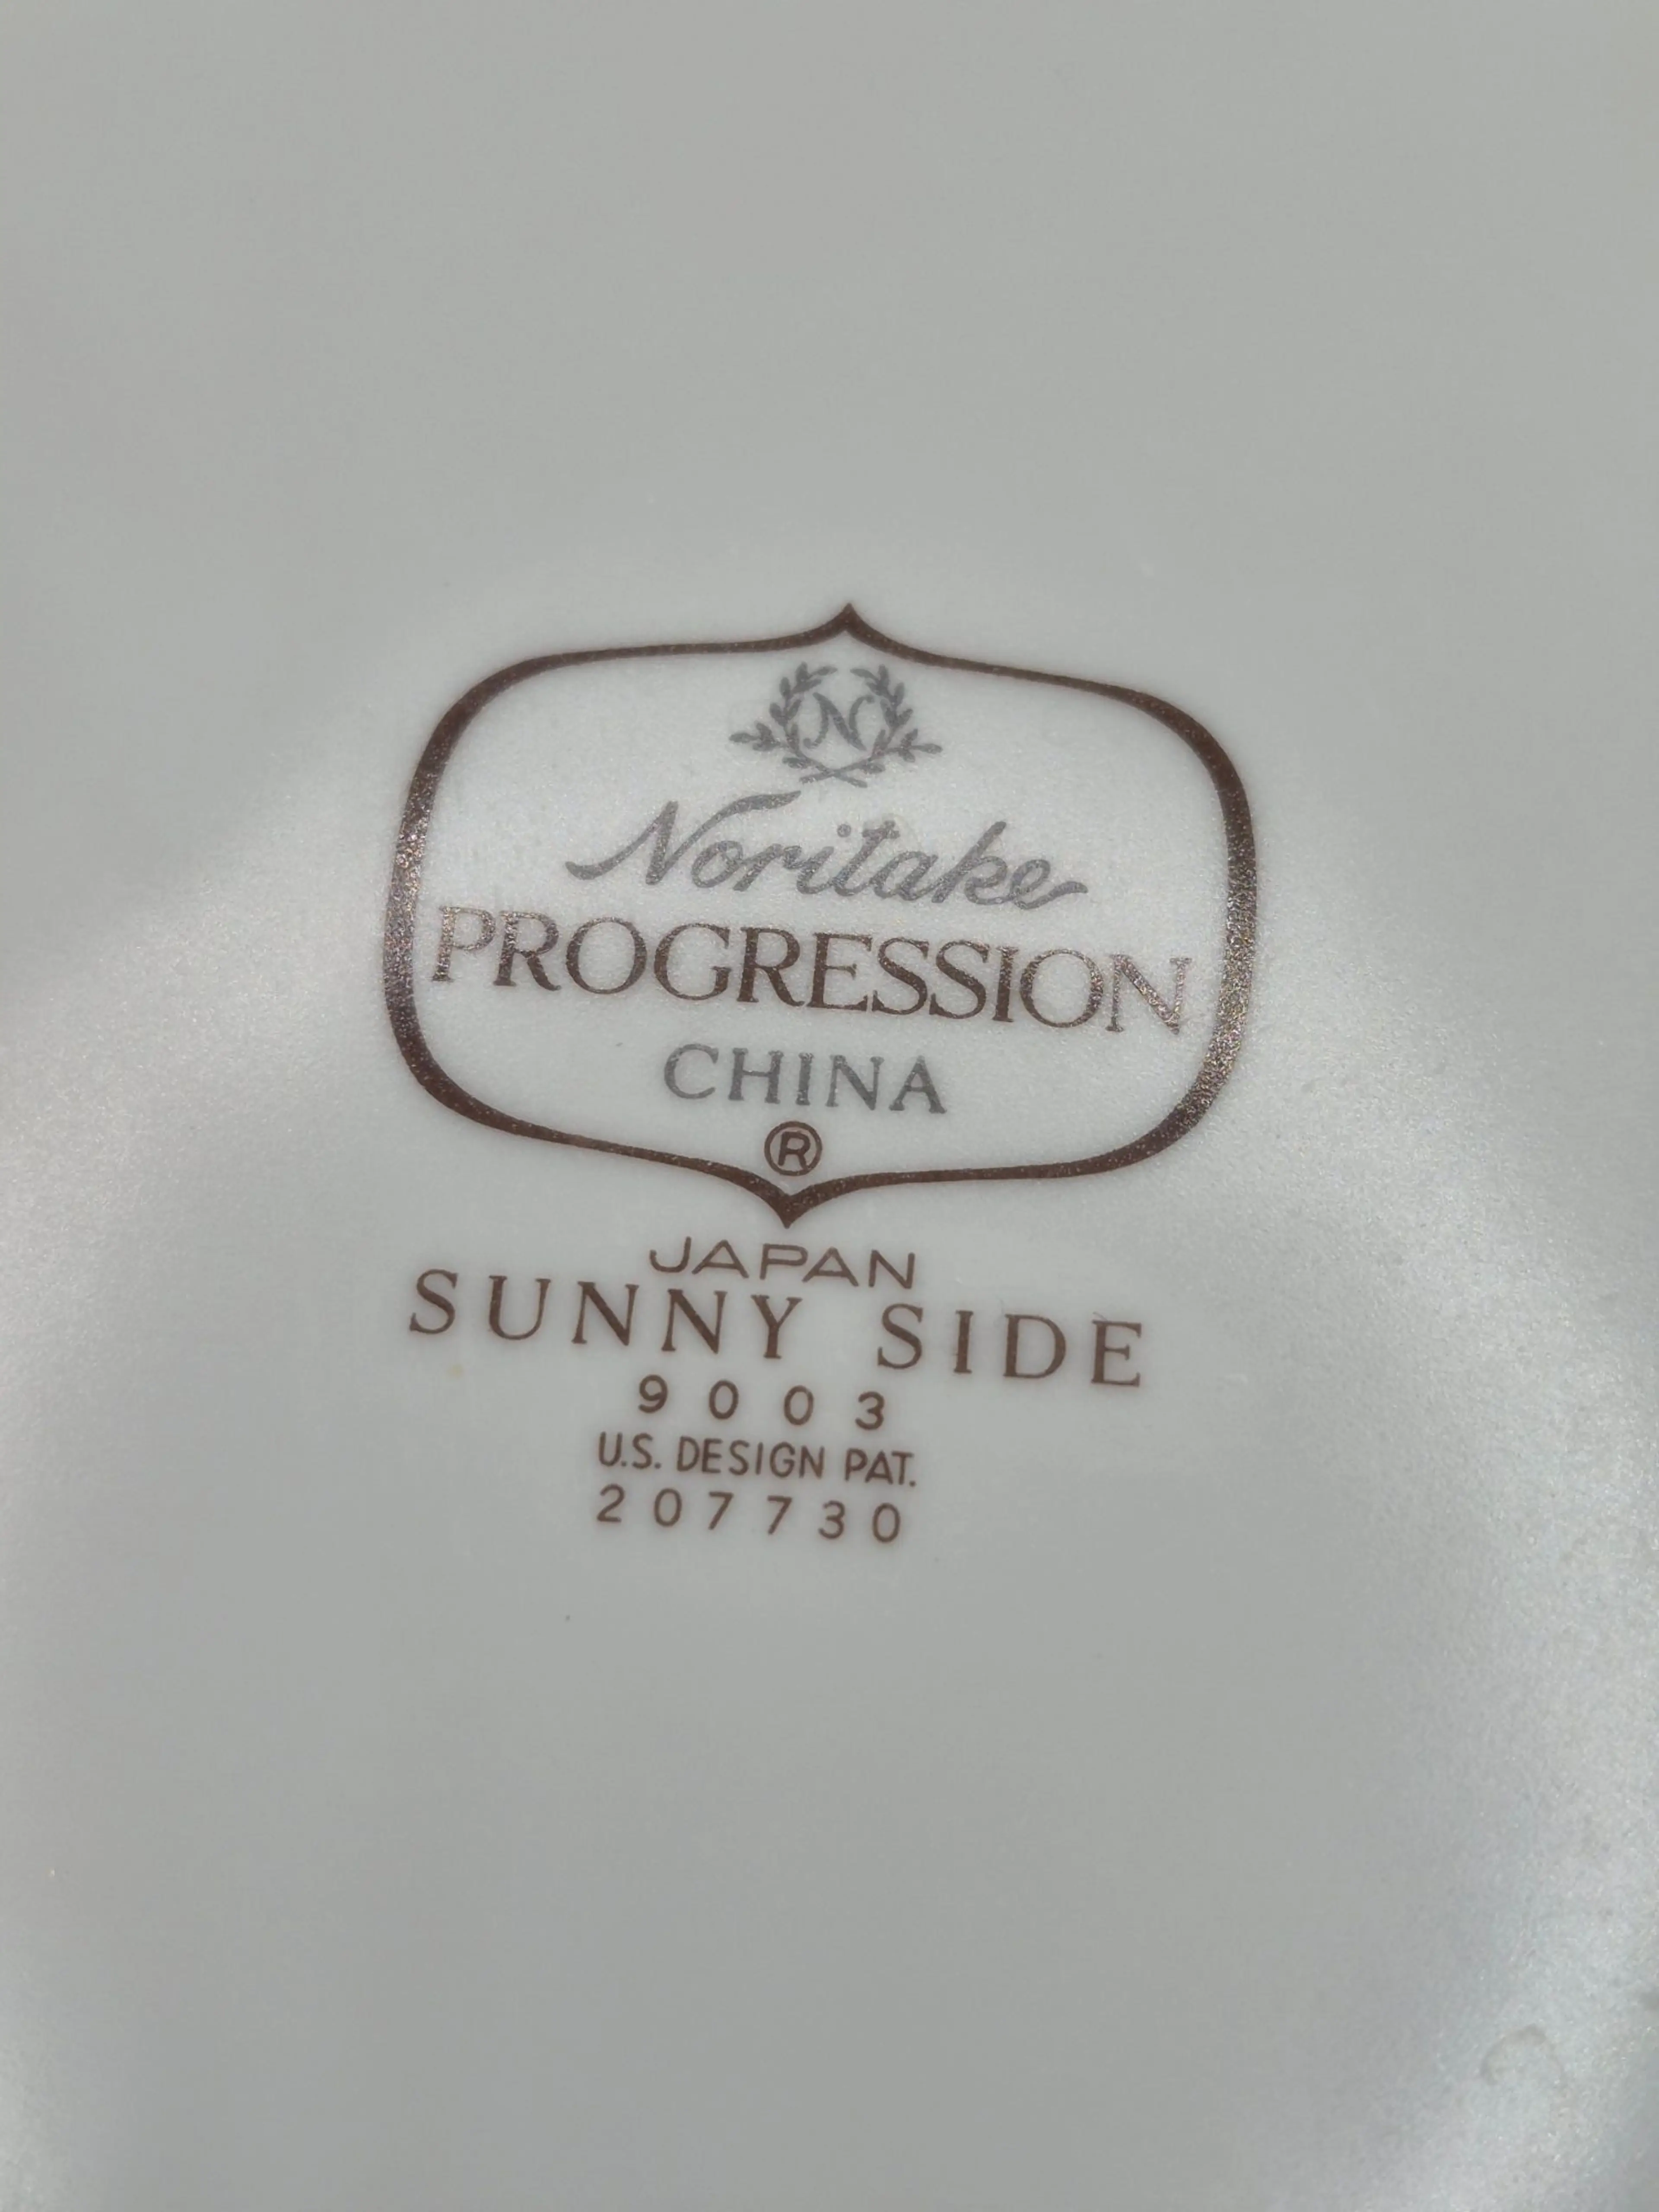 N
Noritake
PROGRESSION
CHINA
®
JAPAN
SUNNY SIDE
9003
U.S. DESIGN PAT.
207730